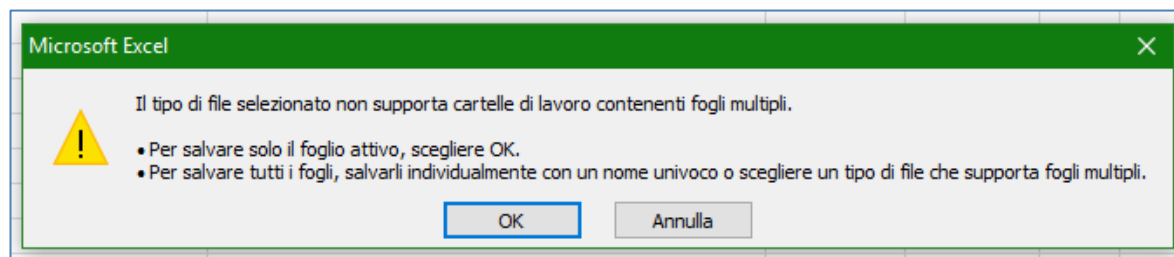 Microsoft Excel
Il tipo di file selezionato non supporta cartelle di lavoro contenenti fogli multipli.
• Per salvare solo il foglio attivo, scegliere OK.
• Per salvare tutti i fogli, salvarli individualmente con un nome univoco o scegliere un tipo di file che supporta fogli multipli.
OK
Annulla